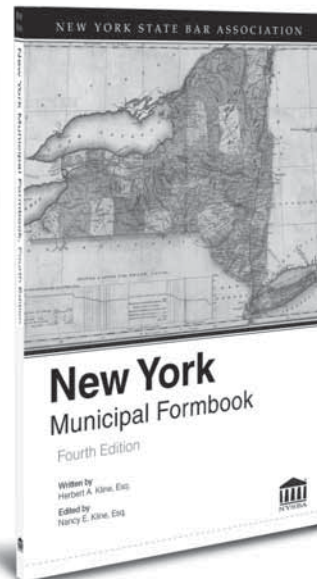 NEW YORK STATE BAR ASSOCIATION
New York Municipal Formbook, Fourth Edition
New York
Municipal Formbook
Fourth Edition
Written by
Herbert A. Kline, Esq.
Edited by
Nancy E. Kline, Esq.
NYSBA